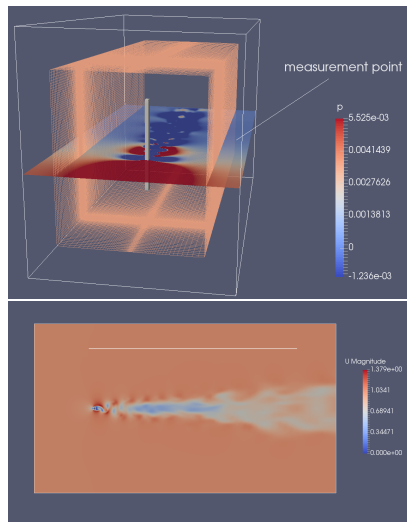 measurement point
p
5.525e-03
0.0041439
0.0027626
0.0013813
0
-1.236e-03
U Magnitude
1.379e+00
1.0341
0.68941
0.34471
0.000e+00